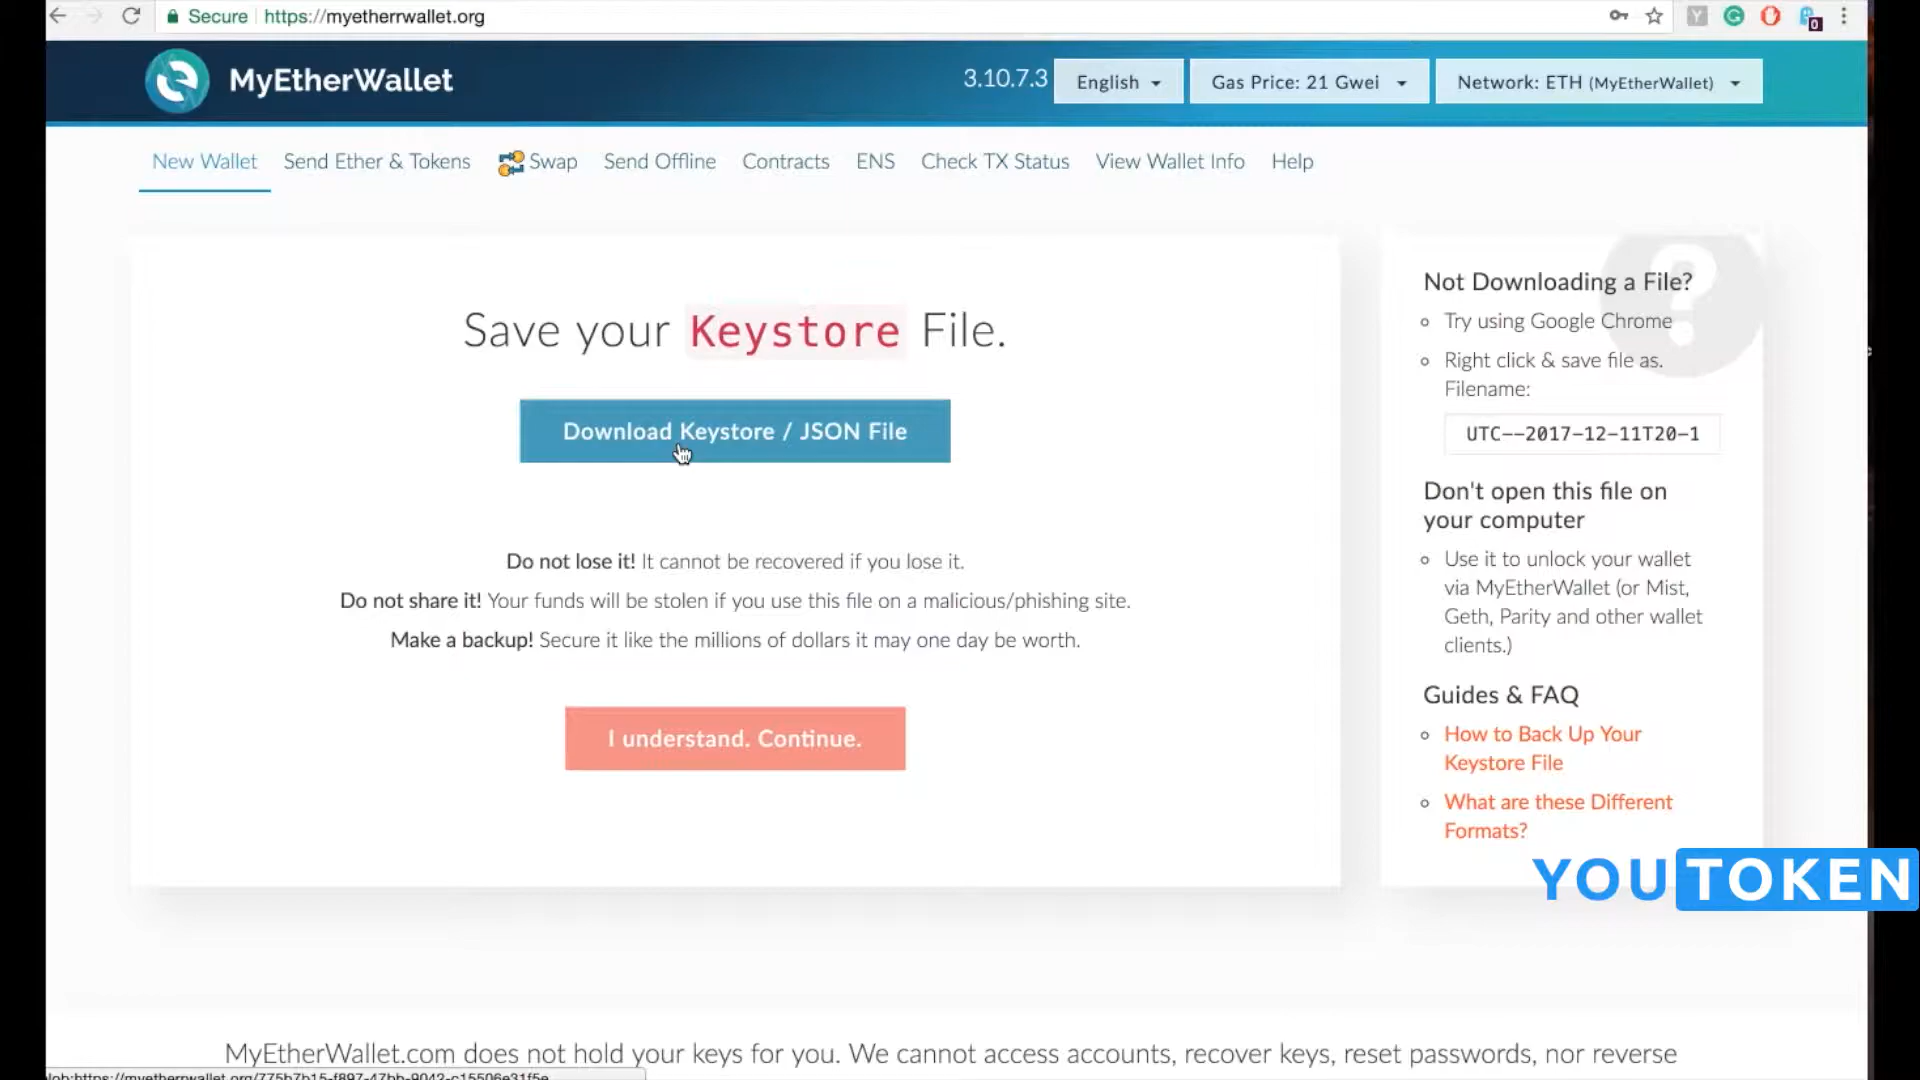 Secure https://myetherrwallet.org
0
MyEtherWallet
3.10.7.3 English Gas Price: 21 Gwei Network: ETH (MyEtherWallet)
New Wallet Send Ether & Tokens Swap Send Offline Contracts ENS Check TX Status View Wallet Info Help
Save your Keystore File.
Download Keystore / JSON File
Do not lose it! It cannot be recovered if you lose it.
Do not share it! Your funds will be stolen if you use this file on a malicious/phishing site.
Make a backup! Secure it like the millions of dollars it may one day be worth.
I understand. Continue.
Not Downloading a File?
Try using Google Chrome
Right click & save file as.
Filename:
UTC--2017-12-11T20-1
Don't open this file on
your computer
Use it to unlock your wallet
via MyEtherWallet (or Mist,
Geth, Parity and other wallet
clients.)
Guides & FAQ
How to Back Up Your
Keystore File
What are these Different
Formats?
YOUTOKEN
MyEtherWallet.com does not hold your keys for you. We cannot access accounts, recover keys, reset passwords, nor reverse